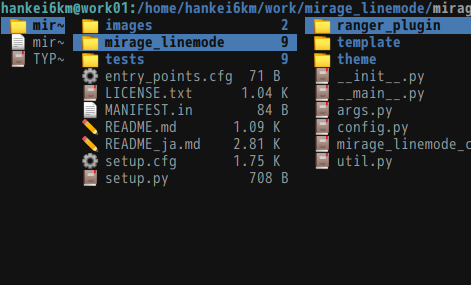 hankei6km@work01:/home/hankei6km/work/mirage_linemode/mirag
mir~ images 2 ranger_plugin
mir~ mirage_linemode 9 template
TYP~ tests 9 theme
entry_points.cfg 71 B __init__.py
LICENSE.txt 1.04 K __main__.py
MANIFEST.in 84 B args.py
README.md 1.09 K config.py
README_ja.md 2.81 K mirage_linemode_c
setup.cfg 1.75 K util.py
setup.py 708 B